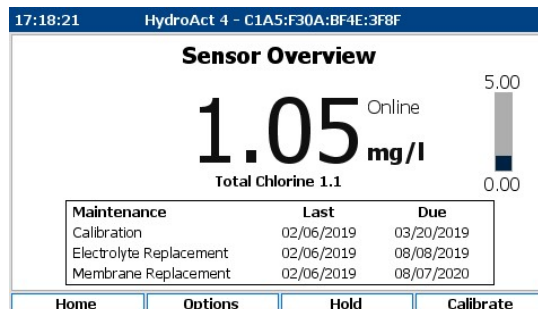 17:18:21 HydroAct 4 - C1A5:F30A:BF4E:3F8F
Sensor Overview
5.00
1.05 Online
mg/l
Total Chlorine 1.1
0.00
Maintenance Last Due
Calibration 02/06/2019 03/20/2019
Electrolyte Replacement 02/06/2019 08/08/2019
Membrane Replacement 02/06/2019 08/07/2020
Home Options Hold Calibrate